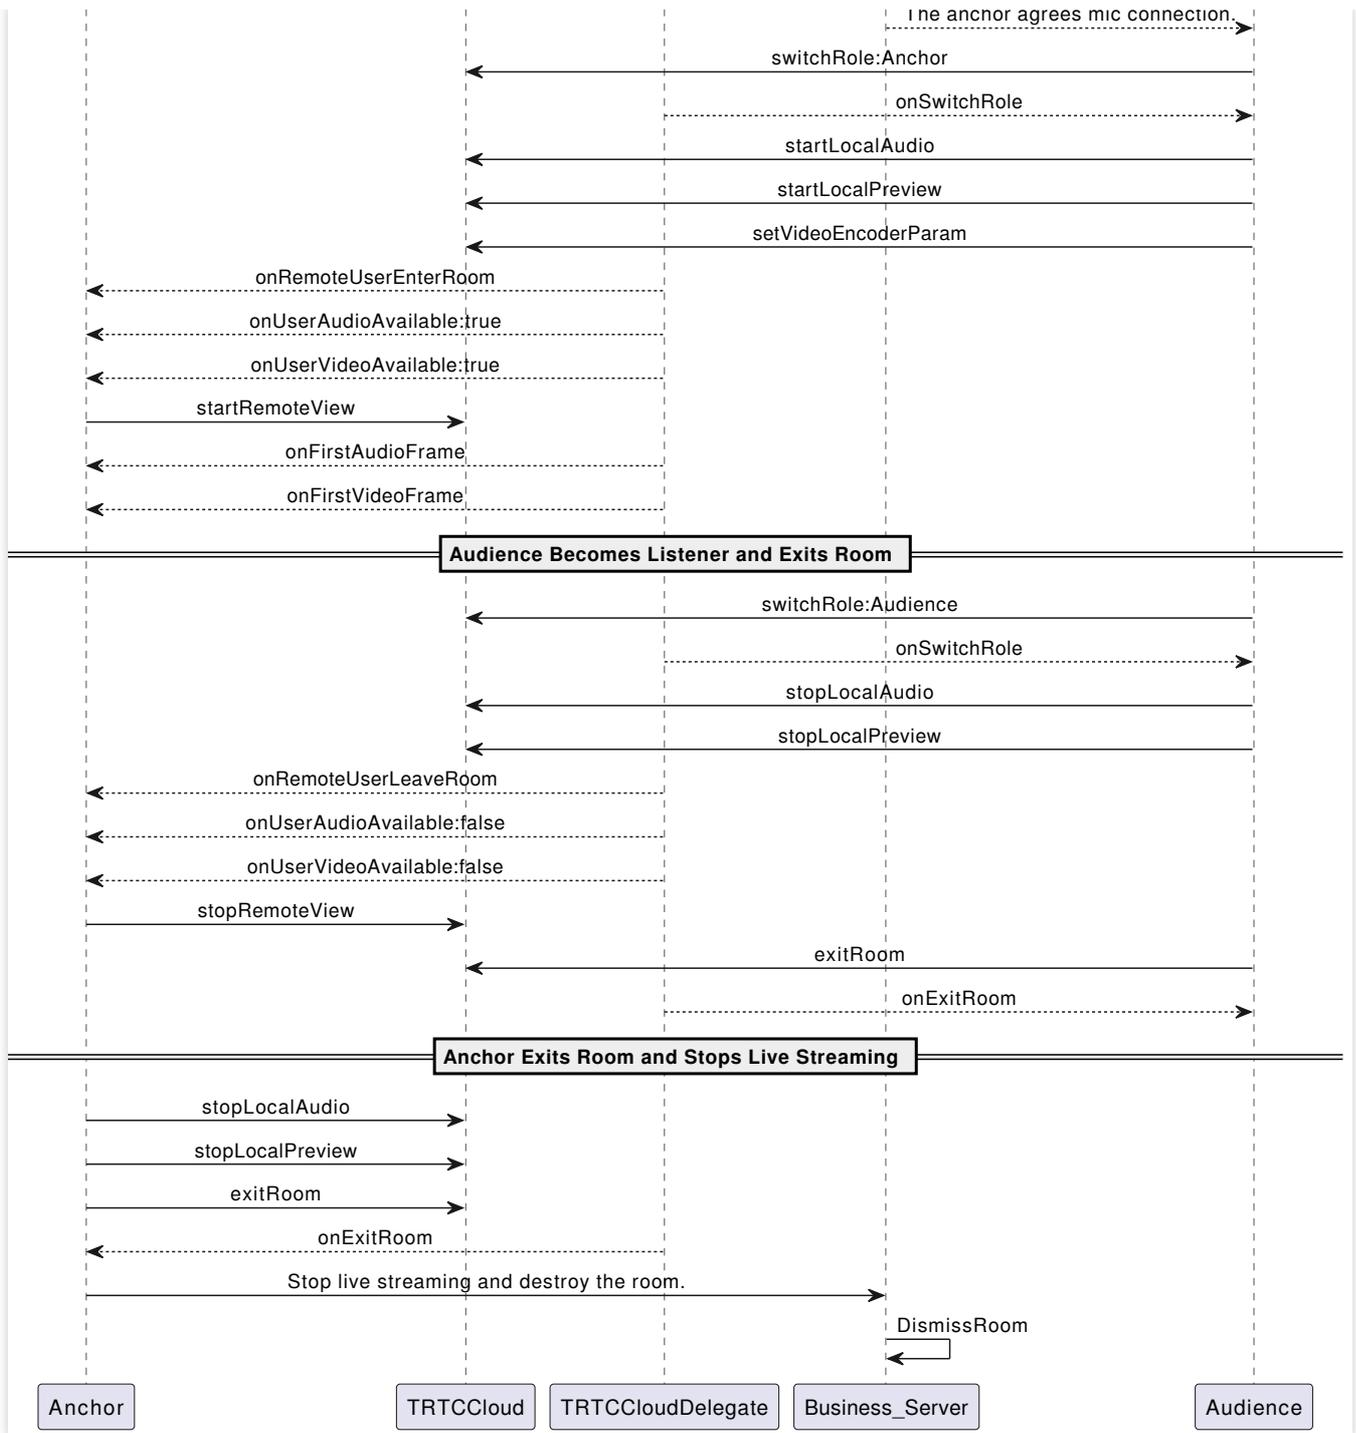 The anchor agrees mic connection.
switchRole:Anchor
onSwitchRole
startLocalAudio
startLocalPreview
setVideoEncoderParam
onRemoteUserEnterRoom
onUserAudioAvailable:true
onUserVideoAvailable:true
startRemoteView
onFirstAudioFrame
onFirstVideoFrame
Audience Becomes Listener and Exits Room
switchRole:Audience
onSwitchRole
stopLocalAudio
stopLocalPreview
onRemoteUserLeaveRoom
onUserAudioAvailable:false
onUserVideoAvailable:false
stopRemoteView
exitRoom
onExitRoom
Anchor Exits Room and Stops Live Streaming
stopLocalAudio
stopLocalPreview
exitRoom
onExitRoom
Stop live streaming and destroy the room.
DismissRoom
Anchor TRTCCloud TRTCCloudDelegate Business_Server Audience